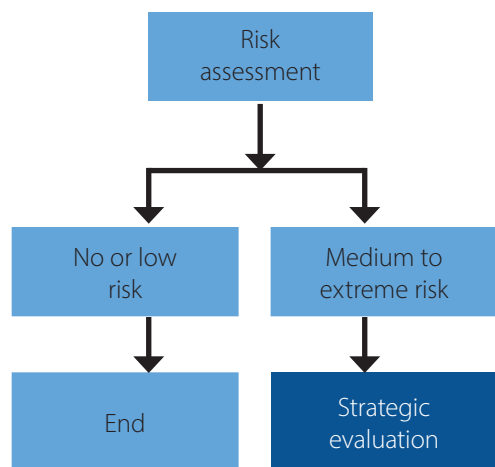 Risk
assessment
No or low
risk
Medium to
extreme risk
End
Strategic
evaluation